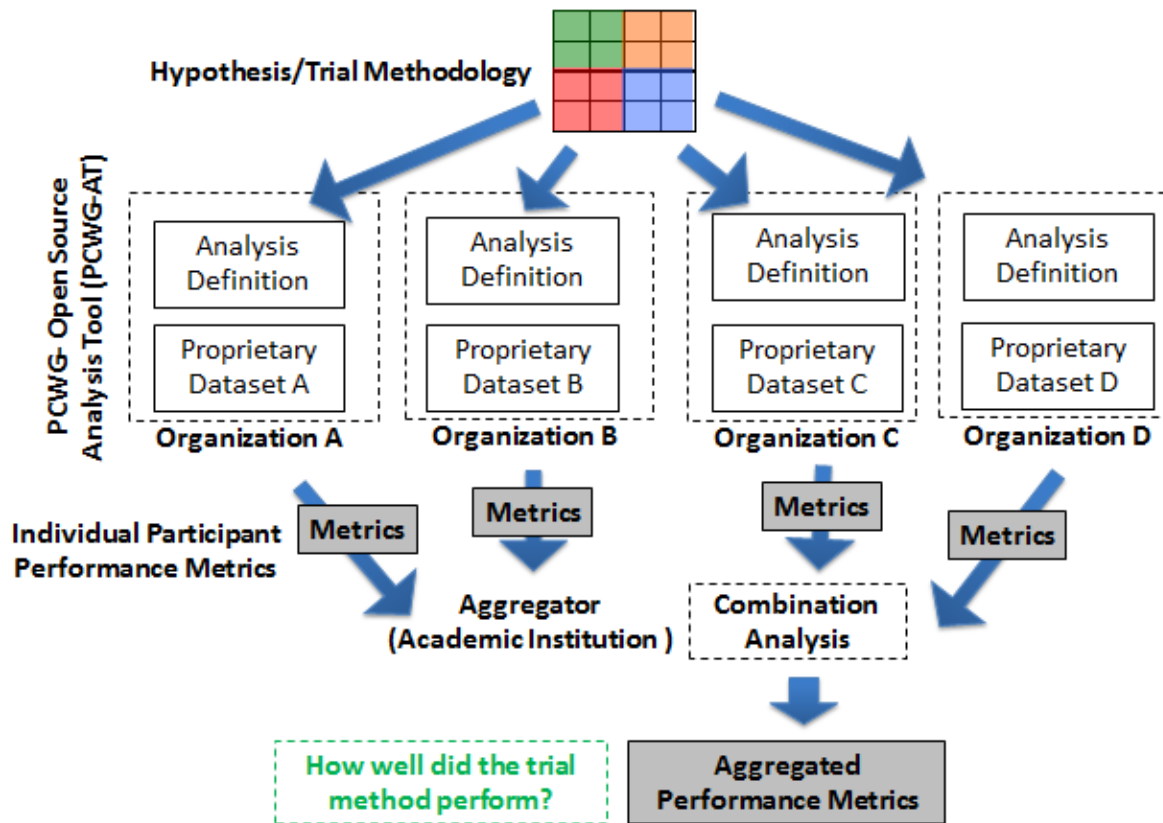 Hypothesis/Trial Methodology
PCWG- Open Source
Analysis Tool (PCWG-AT)
Analysis
Definition
Proprietary
Dataset A
Organization A
Analysis
Definition
Proprietary
Dataset B
Organization B
Analysis
Definition
Proprietary
Dataset C
Organization C
Analysis
Definition
Proprietary
Dataset D
Organization D
Individual Participant
Performance Metrics
Metrics
Metrics
Metrics
Metrics
Aggregator
(Academic Institution )
Combination
Analysis
How well did the trial
method perform?
Aggregated
Performance Metrics